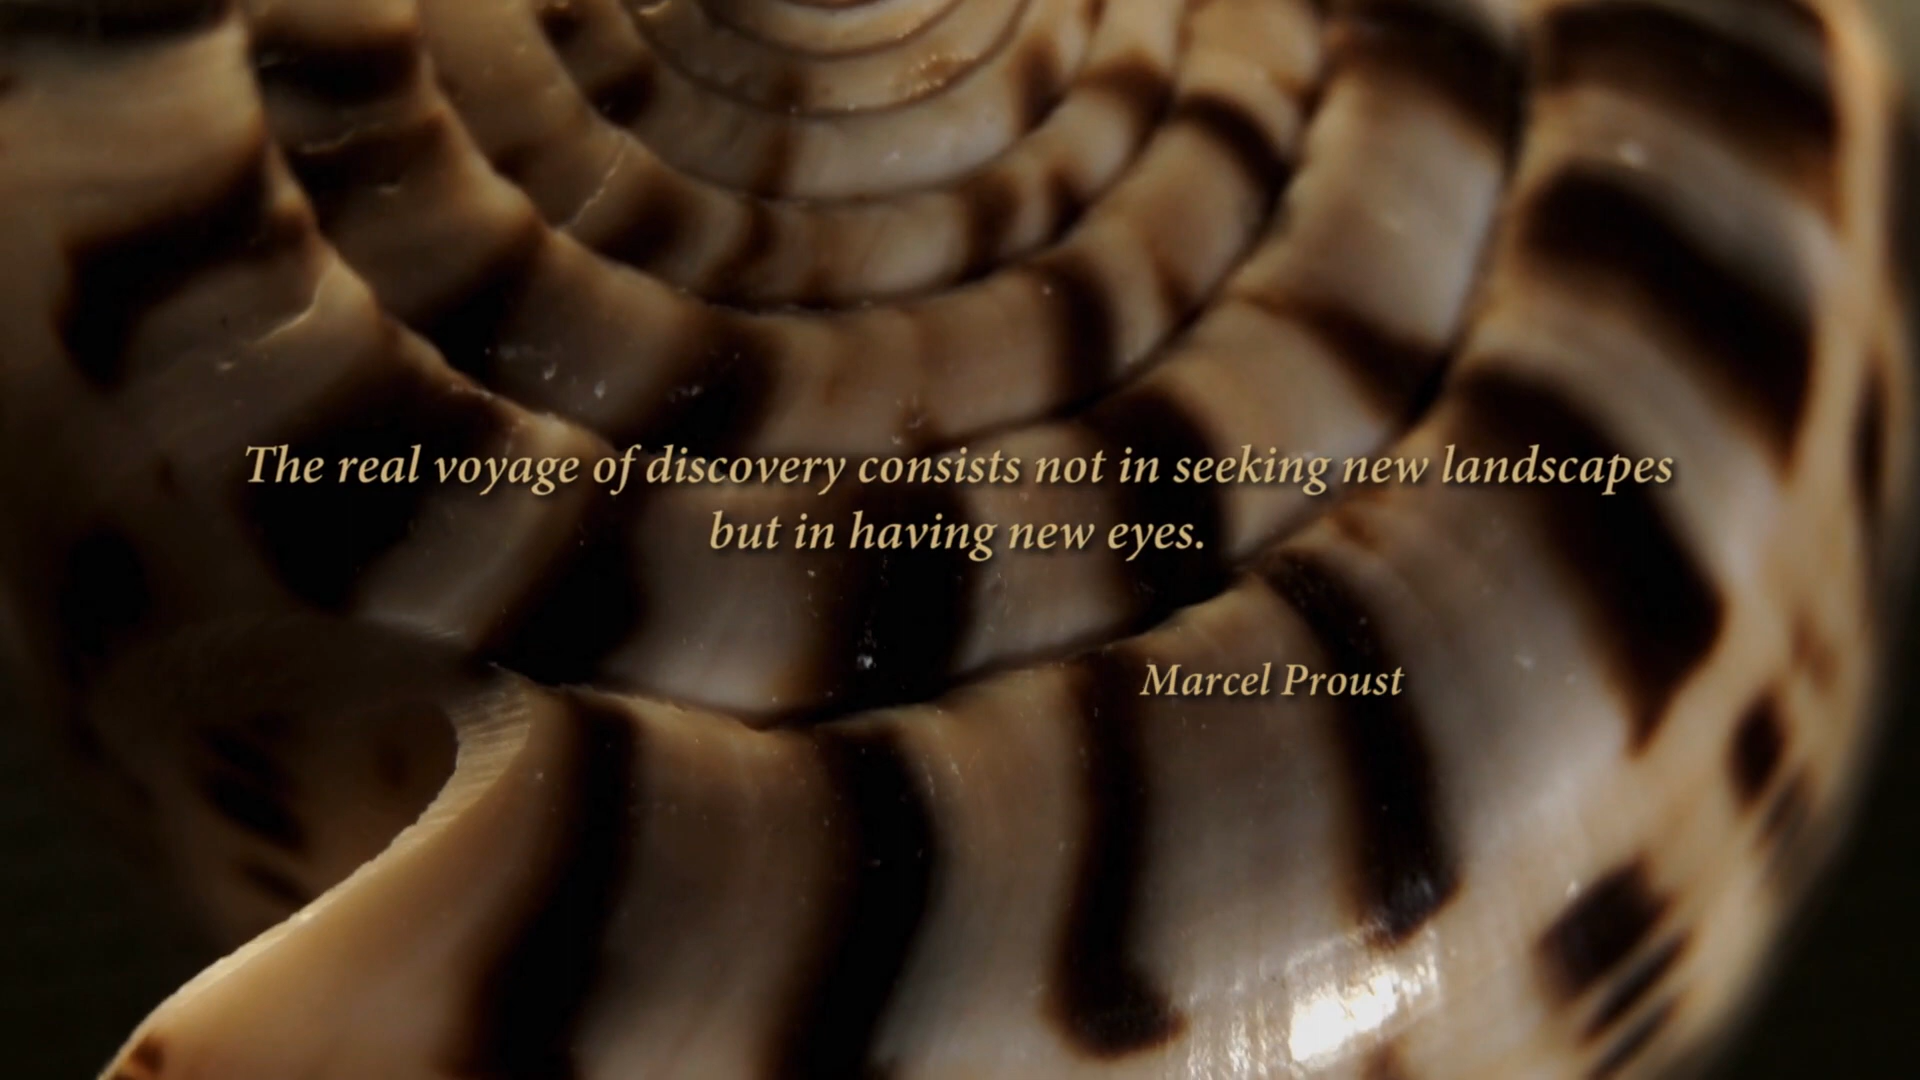 The real voyage of discovery consists not in seeking new landscapes
but in having new eyes.
Marcel Proust